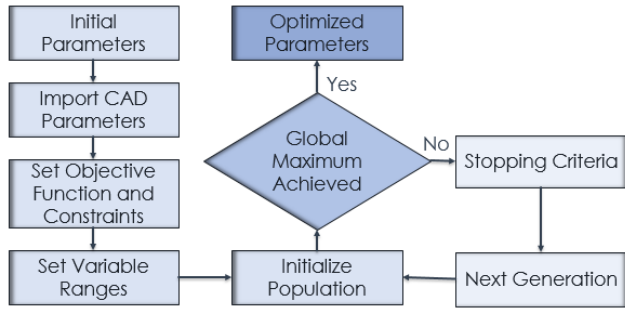 Initial
Parameters
Import CAD
Parameters
Set Objective
Function and
Constraints
Set Variable
Ranges
Initialize
Population
Global
Maximum
Achieved
Yes
Optimized
Parameters
No
Stopping Criteria
Next Generation